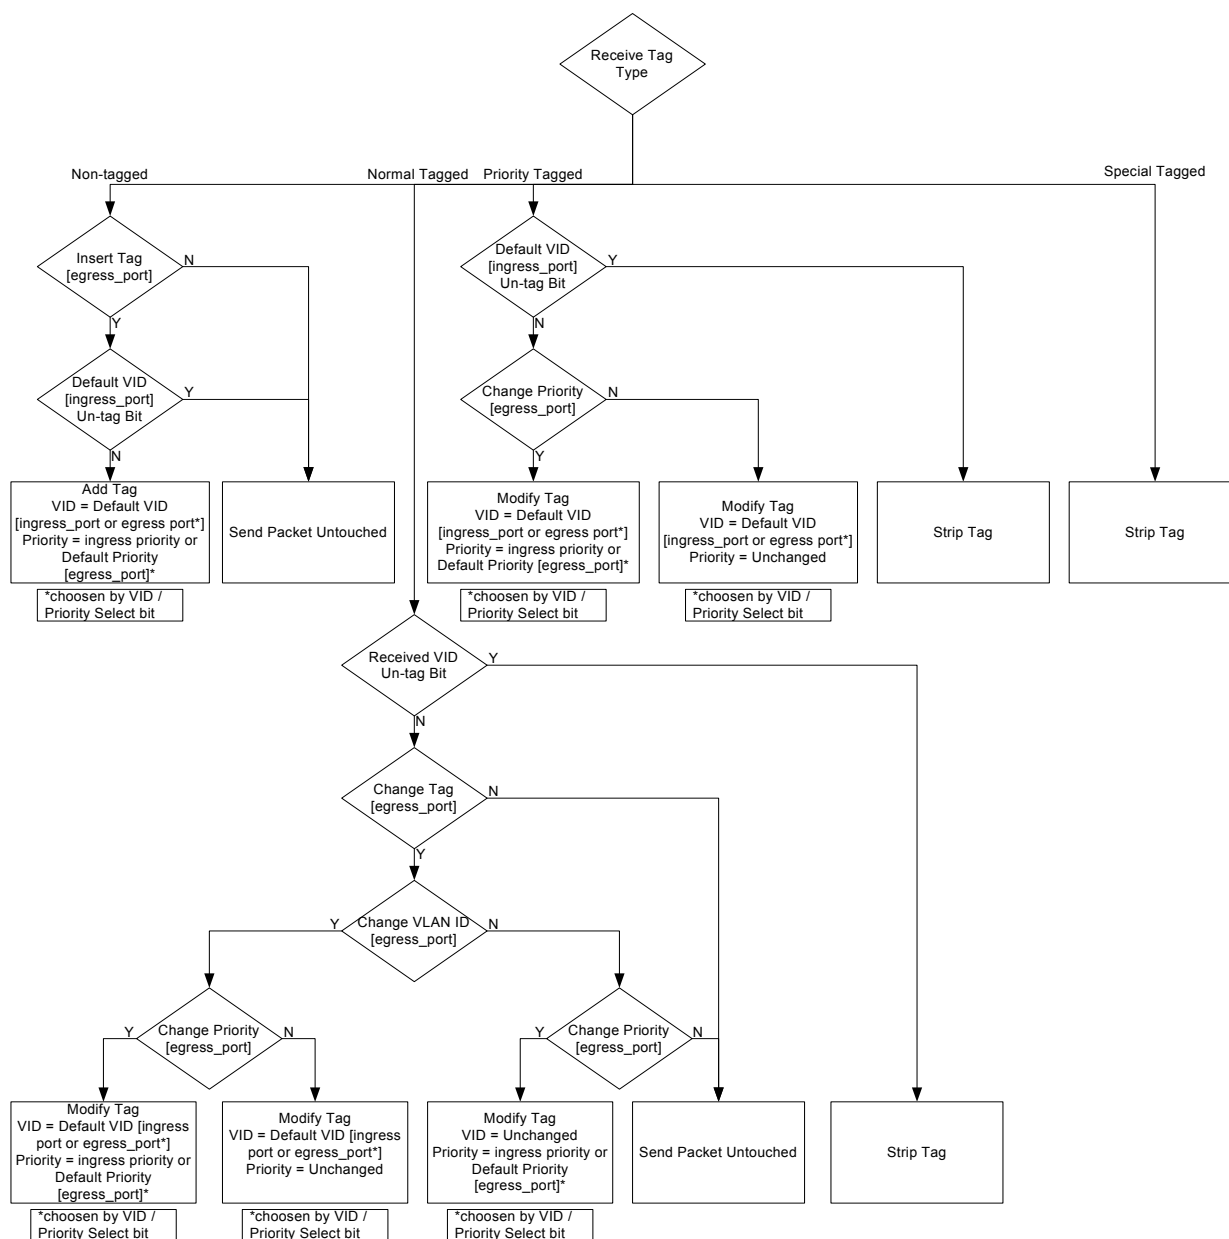 Receive Tag
Type
Non-tagged
Normal Tagged
Priority Tagged
Special Tagged
Insert Tag
[egress_port]
N
Y
Default VID
[ingress_port]
Un-tag Bit
Y
N
Default VID
[ingress_port]
Un-tag Bit
Y
N
Change Priority
[egress_port]
N
Y
Add Tag
VID = Default VID
[ingress_port or egress port*]
Priority = ingress priority or
Default Priority
[egress_port]*
*choosen by VID /
Priority Select bit
Send Packet Untouched
Modify Tag
VID = Default VID
[ingress_port or egress port*]
Priority = ingress priority or
Default Priority [egress_port]*
*choosen by VID /
Priority Select bit
Modify Tag
VID = Default VID
[ingress_port or egress port*]
Priority = Unchanged
*choosen by VID /
Priority Select bit
Strip Tag
Strip Tag
Received VID
Un-tag Bit
Y
N
Change Tag
[egress_port]
N
Y
Change VLAN ID
[egress_port]
Y
N
Change Priority
[egress_port]
Y
N
Change Priority
[egress_port]
Y
N
Modify Tag
VID = Default VID [ingress
port or egress_port*]
Priority = ingress priority or
Default Priority
[egress_port]*
*choosen by VID /
Priority Select bit
Modify Tag
VID = Default VID [ingress
port or egress_port*]
Priority = Unchanged
*choosen by VID /
Priority Select bit
Modify Tag
VID = Unchanged
Priority = ingress priority or
Default Priority
[egress_port]*
*choosen by VID /
Priority Select bit
Send Packet Untouched
Strip Tag